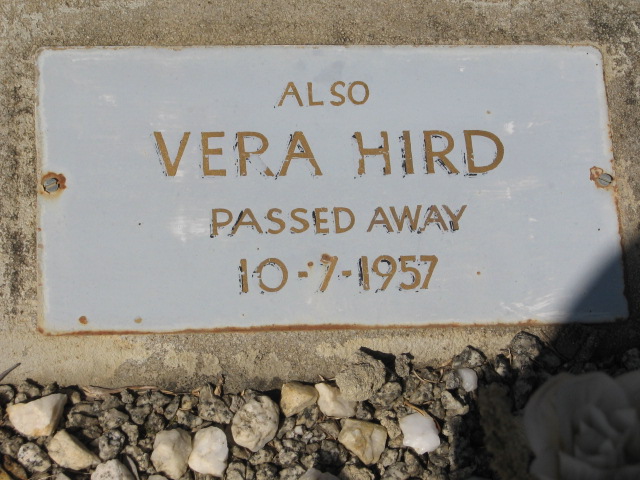 ALSO
VERA HIRD
PASSED AWAY
10-7-1957